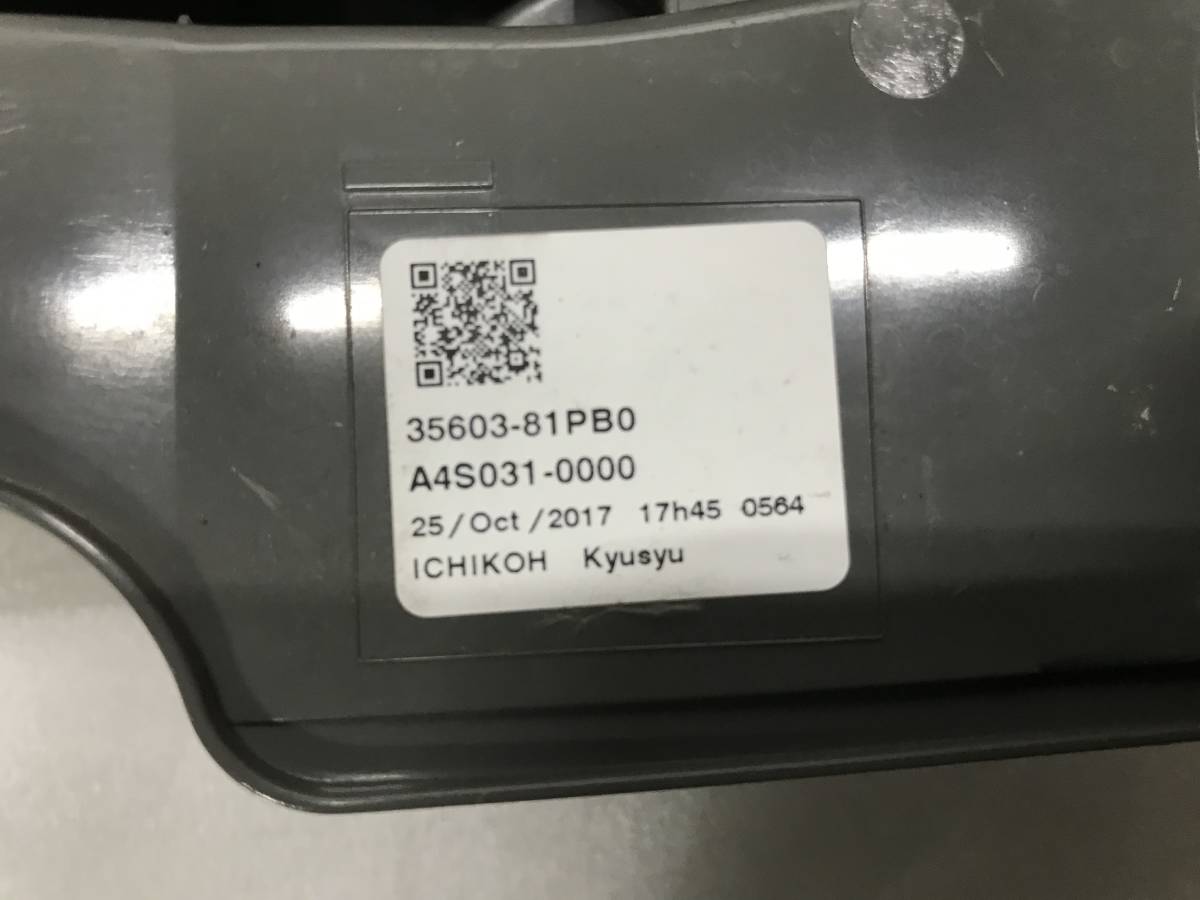 35603-81PB0
A4S031-0000
25/Oct/2017 17h45 0564
ICHIKOH Kyusyu